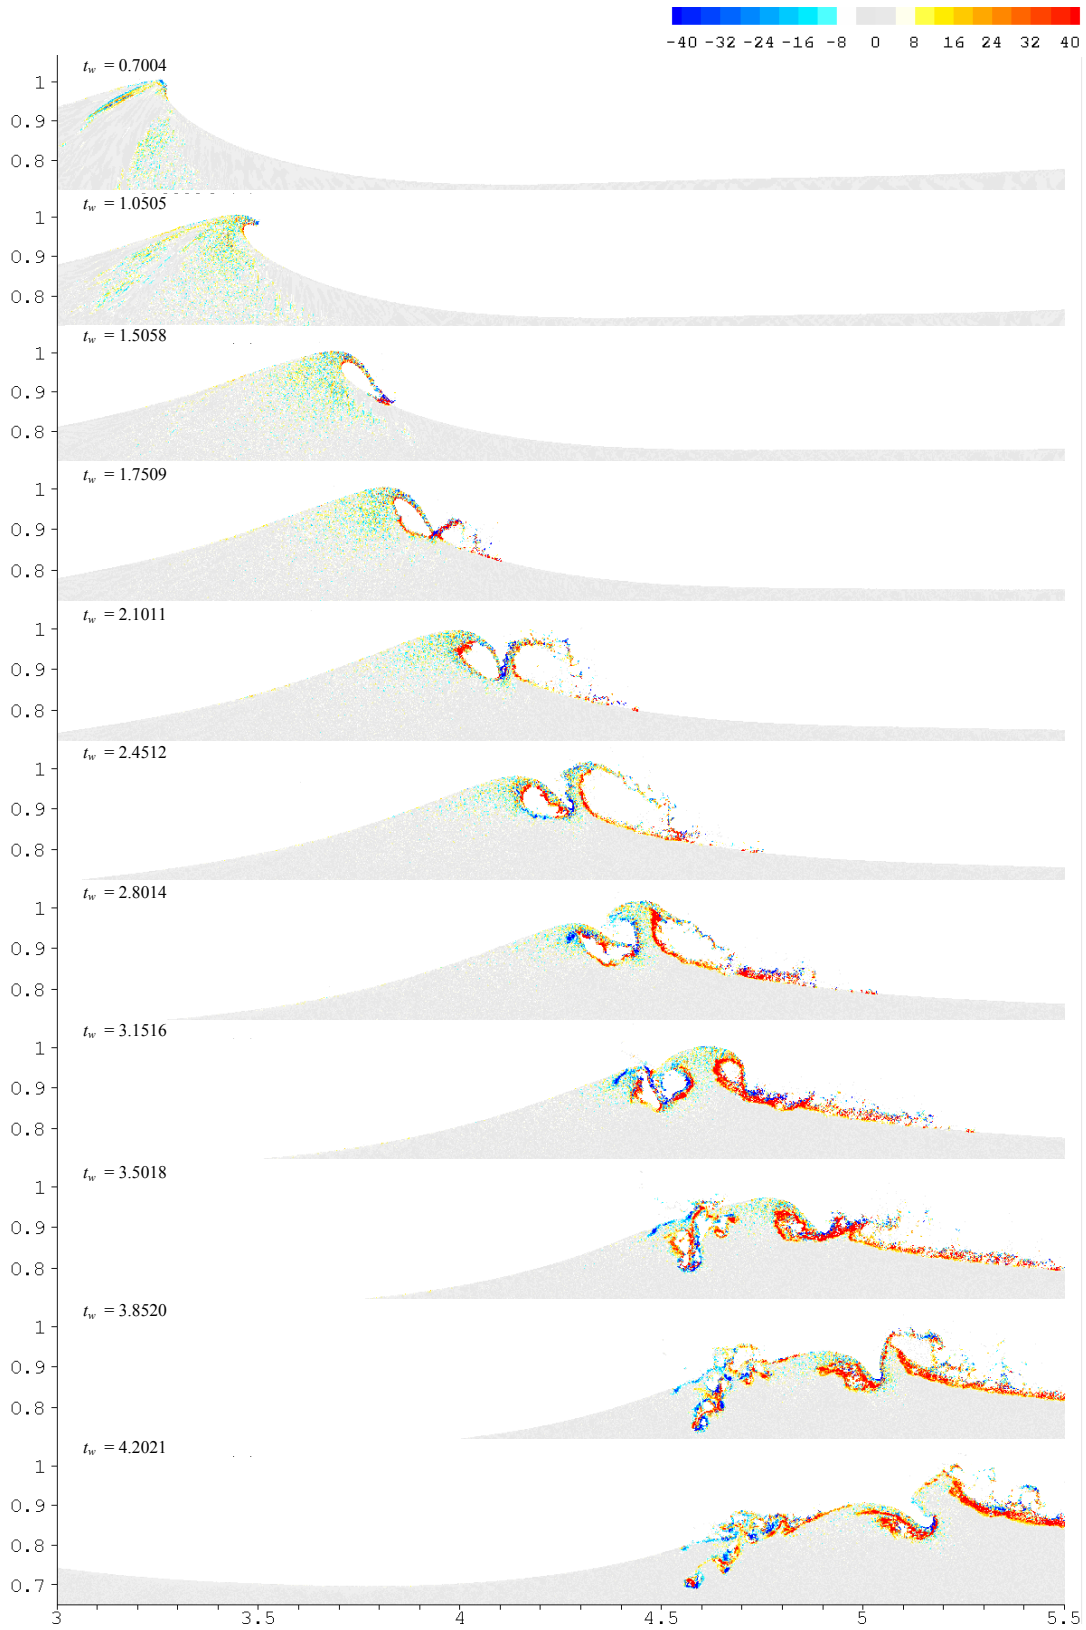 -40 -32 -24 -16 -8 0 8 16 24 32 40
t_w = 0.7004
1
0.9
0.8
t_w = 1.0505
1
0.9
0.8
t_w = 1.5058
1
0.9
0.8
t_w = 1.7509
1
0.9
0.8
t_w = 2.1011
1
0.9
0.8
t_w = 2.4512
1
0.9
0.8
t_w = 2.8014
1
0.9
0.8
t_w = 3.1516
1
0.9
0.8
t_w = 3.5018
1
0.9
0.8
t_w = 3.8520
1
0.9
0.8
t_w = 4.2021
1
0.9
0.8
0.7
3 3.5 4 4.5 5 5.5